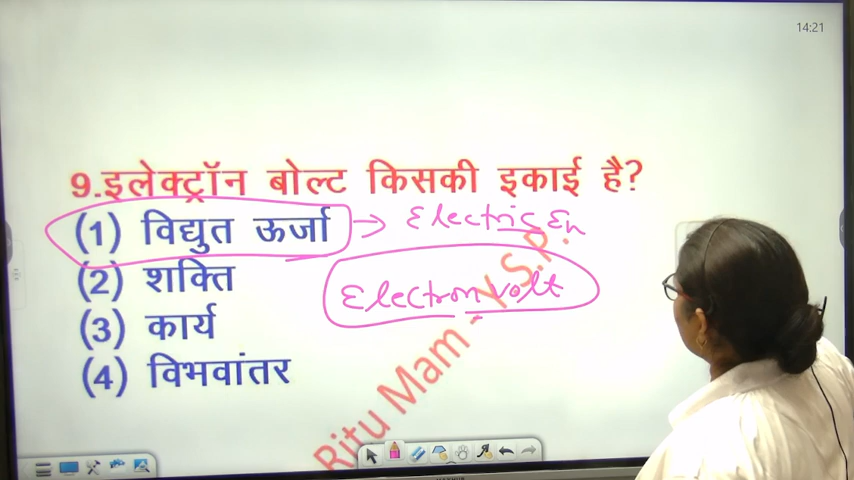 14:21
9.इलेक्ट्रॉन बोल्ट किसकी इकाई है?
(1) विद्युत ऊर्जा → Electric En
(2) शक्ति
Electron volt
(3) कार्य
(4) विभवांतर
Ritu Mam - Y.S.P.